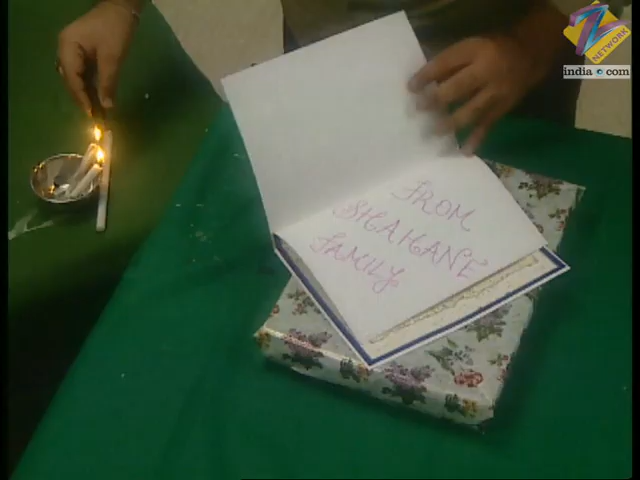 Z
NETWORK
india.com
FROM
SHAHANE
FAMILY